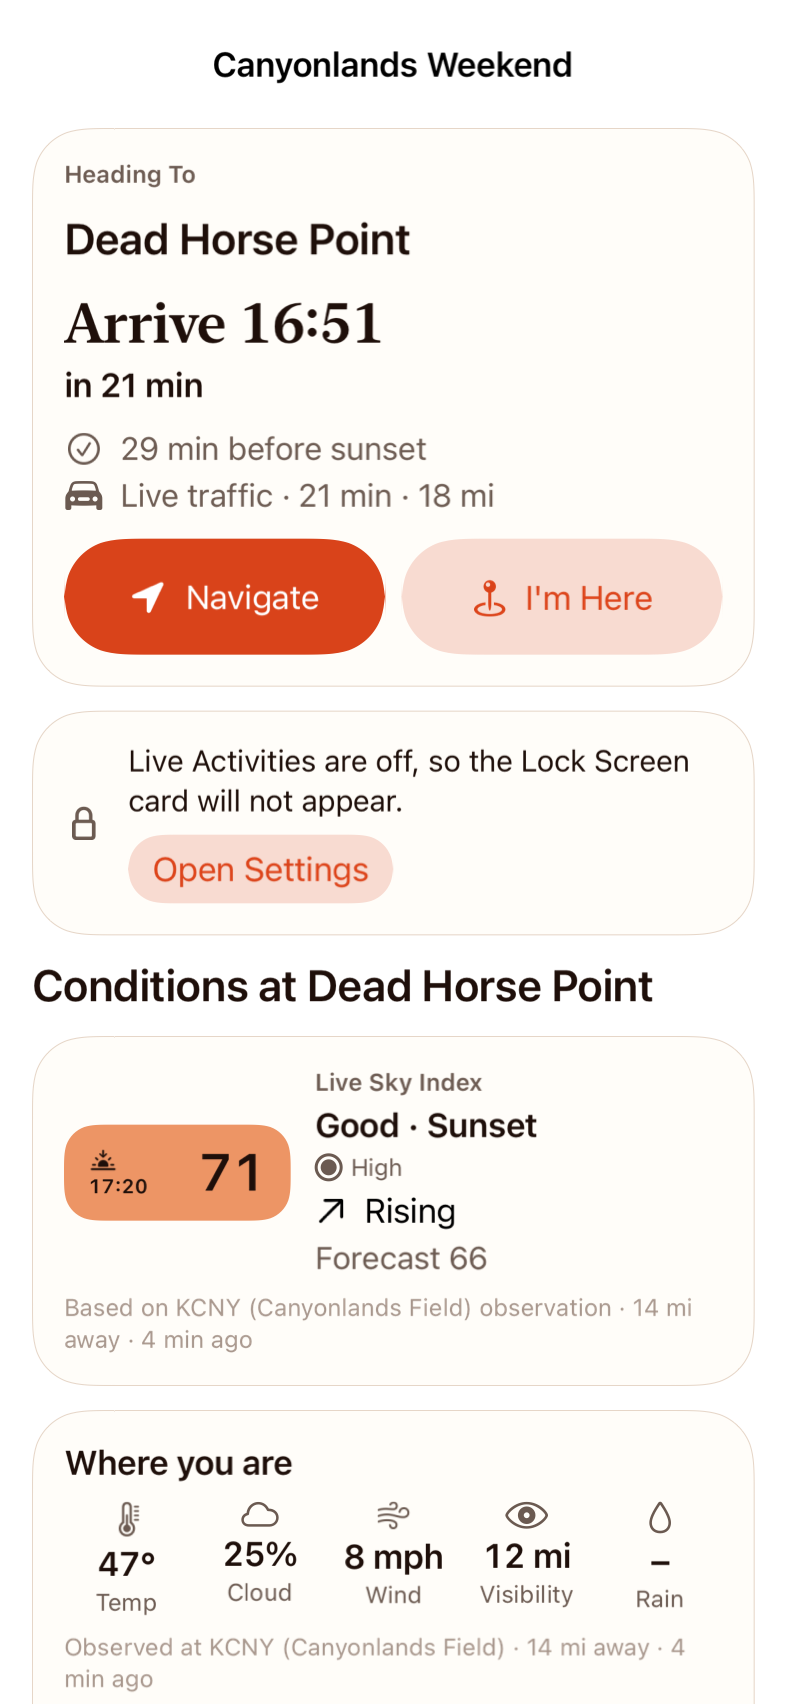 Canyonlands Weekend
Heading To
Dead Horse Point
Arrive 16:51
in 21 min
29 min before sunset
Live traffic · 21 min · 18 mi
Navigate
I'm Here
Live Activities are off, so the Lock Screen
card will not appear.
Open Settings
Conditions at Dead Horse Point
17:20
71
Live Sky Index
Good · Sunset
High
Rising
Forecast 66
Based on KCNY (Canyonlands Field) observation · 14 mi
away · 4 min ago
Where you are
47° 25% 8 mph 12 mi –
Temp Cloud Wind Visibility Rain
Observed at KCNY (Canyonlands Field) · 14 mi away · 4
min ago